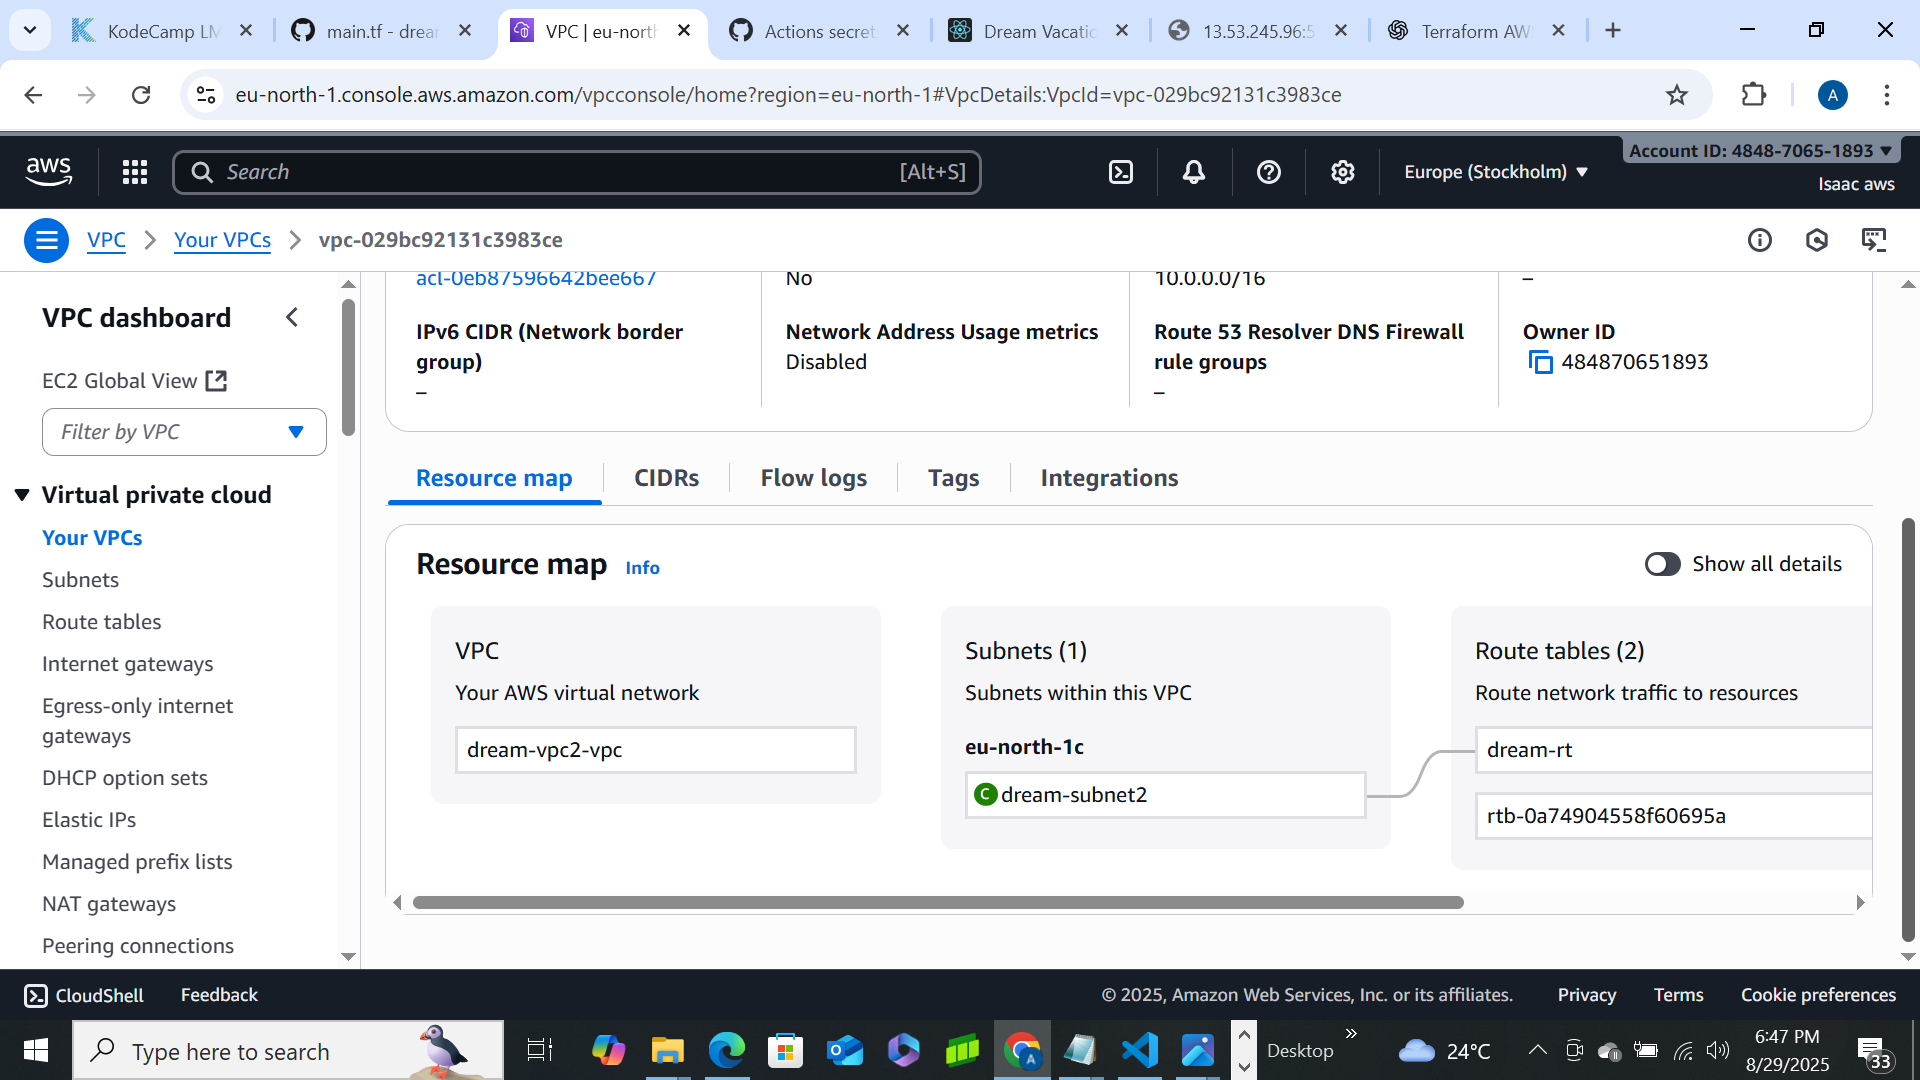 KodeCamp LM
main.tf - drear
VPC | eu-north
Actions secret
Dream Vacatic
13.53.245.96:5
Terraform AW
eu-north-1.console.aws.amazon.com/vpcconsole/home?region=eu-north-1#VpcDetails:VpcId=vpc-029bc92131c3983ce
A
aws
Search
[Alt+S]
Europe (Stockholm)
Account ID: 4848-7065-1893
Isaac aws
VPC
Your VPCs
vpc-029bc92131c3983ce
VPC dashboard
EC2 Global View
Filter by VPC
Virtual private cloud
Your VPCs
Subnets
Route tables
Internet gateways
Egress-only internet
gateways
DHCP option sets
Elastic IPs
Managed prefix lists
NAT gateways
Peering connections
acl-0eb87596642bee667
No
10.0.0.0/16
–
IPv6 CIDR (Network border
group)
–
Network Address Usage metrics
Disabled
Route 53 Resolver DNS Firewall
rule groups
–
Owner ID
484870651893
Resource map
CIDRs
Flow logs
Tags
Integrations
Resource map Info
Show all details
VPC
Your AWS virtual network
dream-vpc2-vpc
Subnets (1)
Subnets within this VPC
eu-north-1c
C dream-subnet2
Route tables (2)
Route network traffic to resources
dream-rt
rtb-0a74904558f60695a
CloudShell
Feedback
© 2025, Amazon Web Services, Inc. or its affiliates.
Privacy
Terms
Cookie preferences
Type here to search
A
Desktop
24°C
6:47 PM
8/29/2025
33